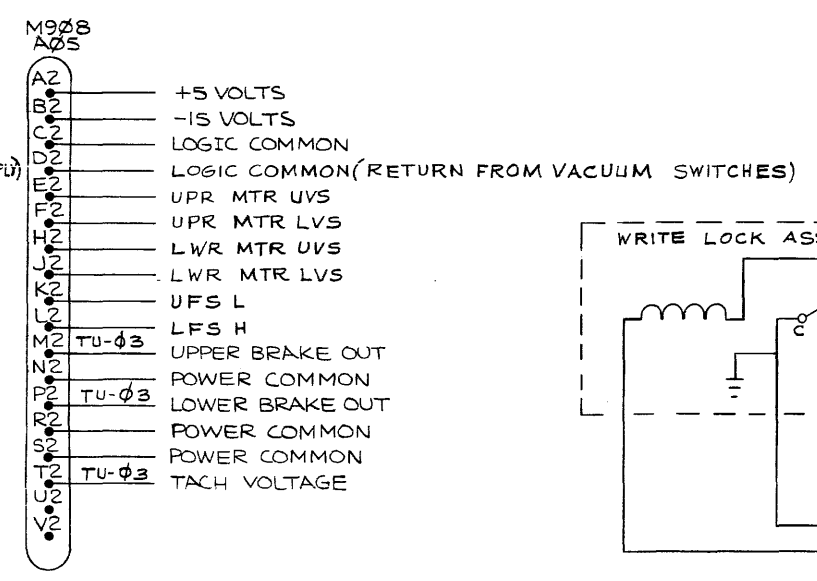 M9Ø8
AØ5
A2
+5 VOLTS
B2
-15 VOLTS
C2
LOGIC COMMON
D2
LOGIC COMMON(RETURN FROM VACUUM SWITCHES)
E2
UPR MTR UVS
F2
UPR MTR LVS
H2
LWR MTR UVS
J2
LWR MTR LVS
K2
UFS L
L2
LFS H
M2 TU-Ø3
UPPER BRAKE OUT
N2
POWER COMMON
P2 TU-Ø3
LOWER BRAKE OUT
R2
POWER COMMON
S2
POWER COMMON
T2 TU-Ø3
TACH VOLTAGE
U2
V2
WRITE LOCK
C